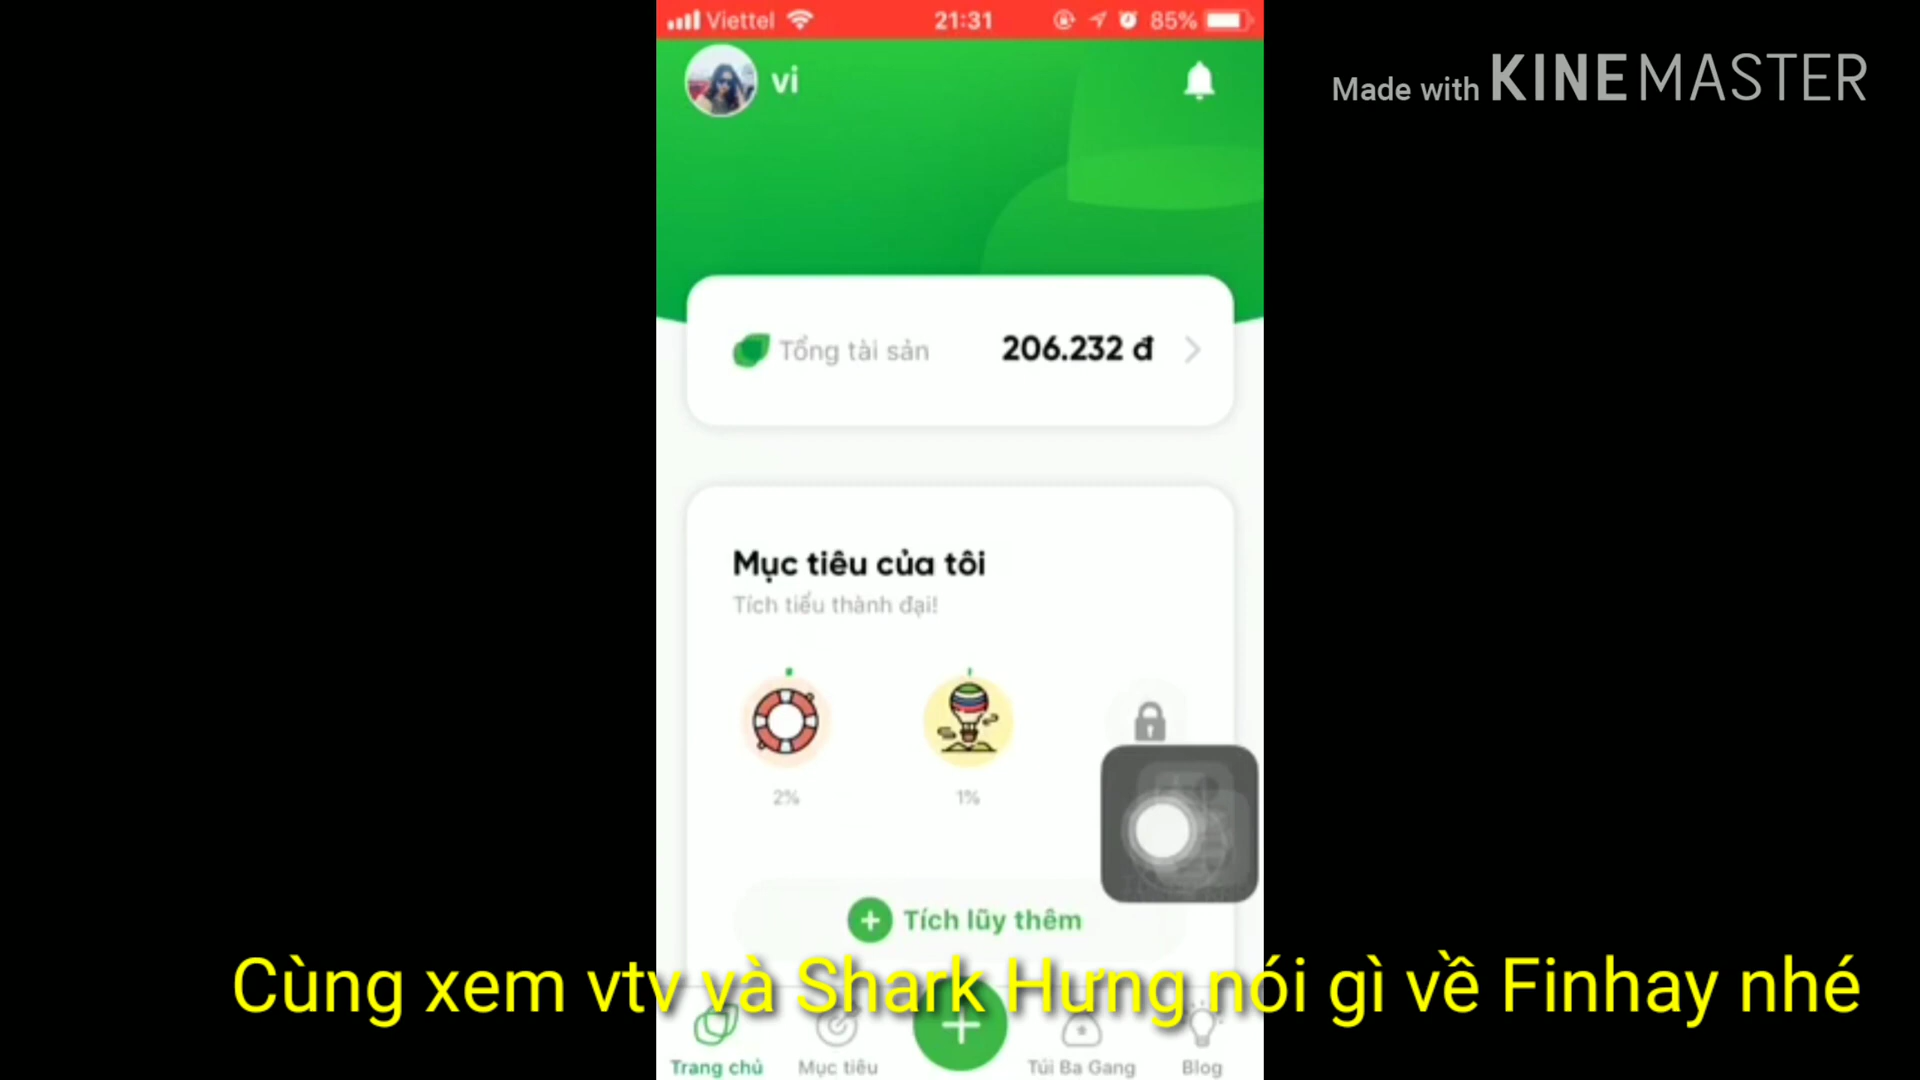 Viettel 21:31 85%
Made with KINEMASTER
vi
Tổng tài sản 206.232 đ
Mục tiêu của tôi
Tích tiểu thành đại!
2% 1%
Tích lũy thêm
Cùng xem vtv và Shark Hưng nói gì về Finhay nhé
Trang chủ Mục tiêu Túi Ba Gang Blog